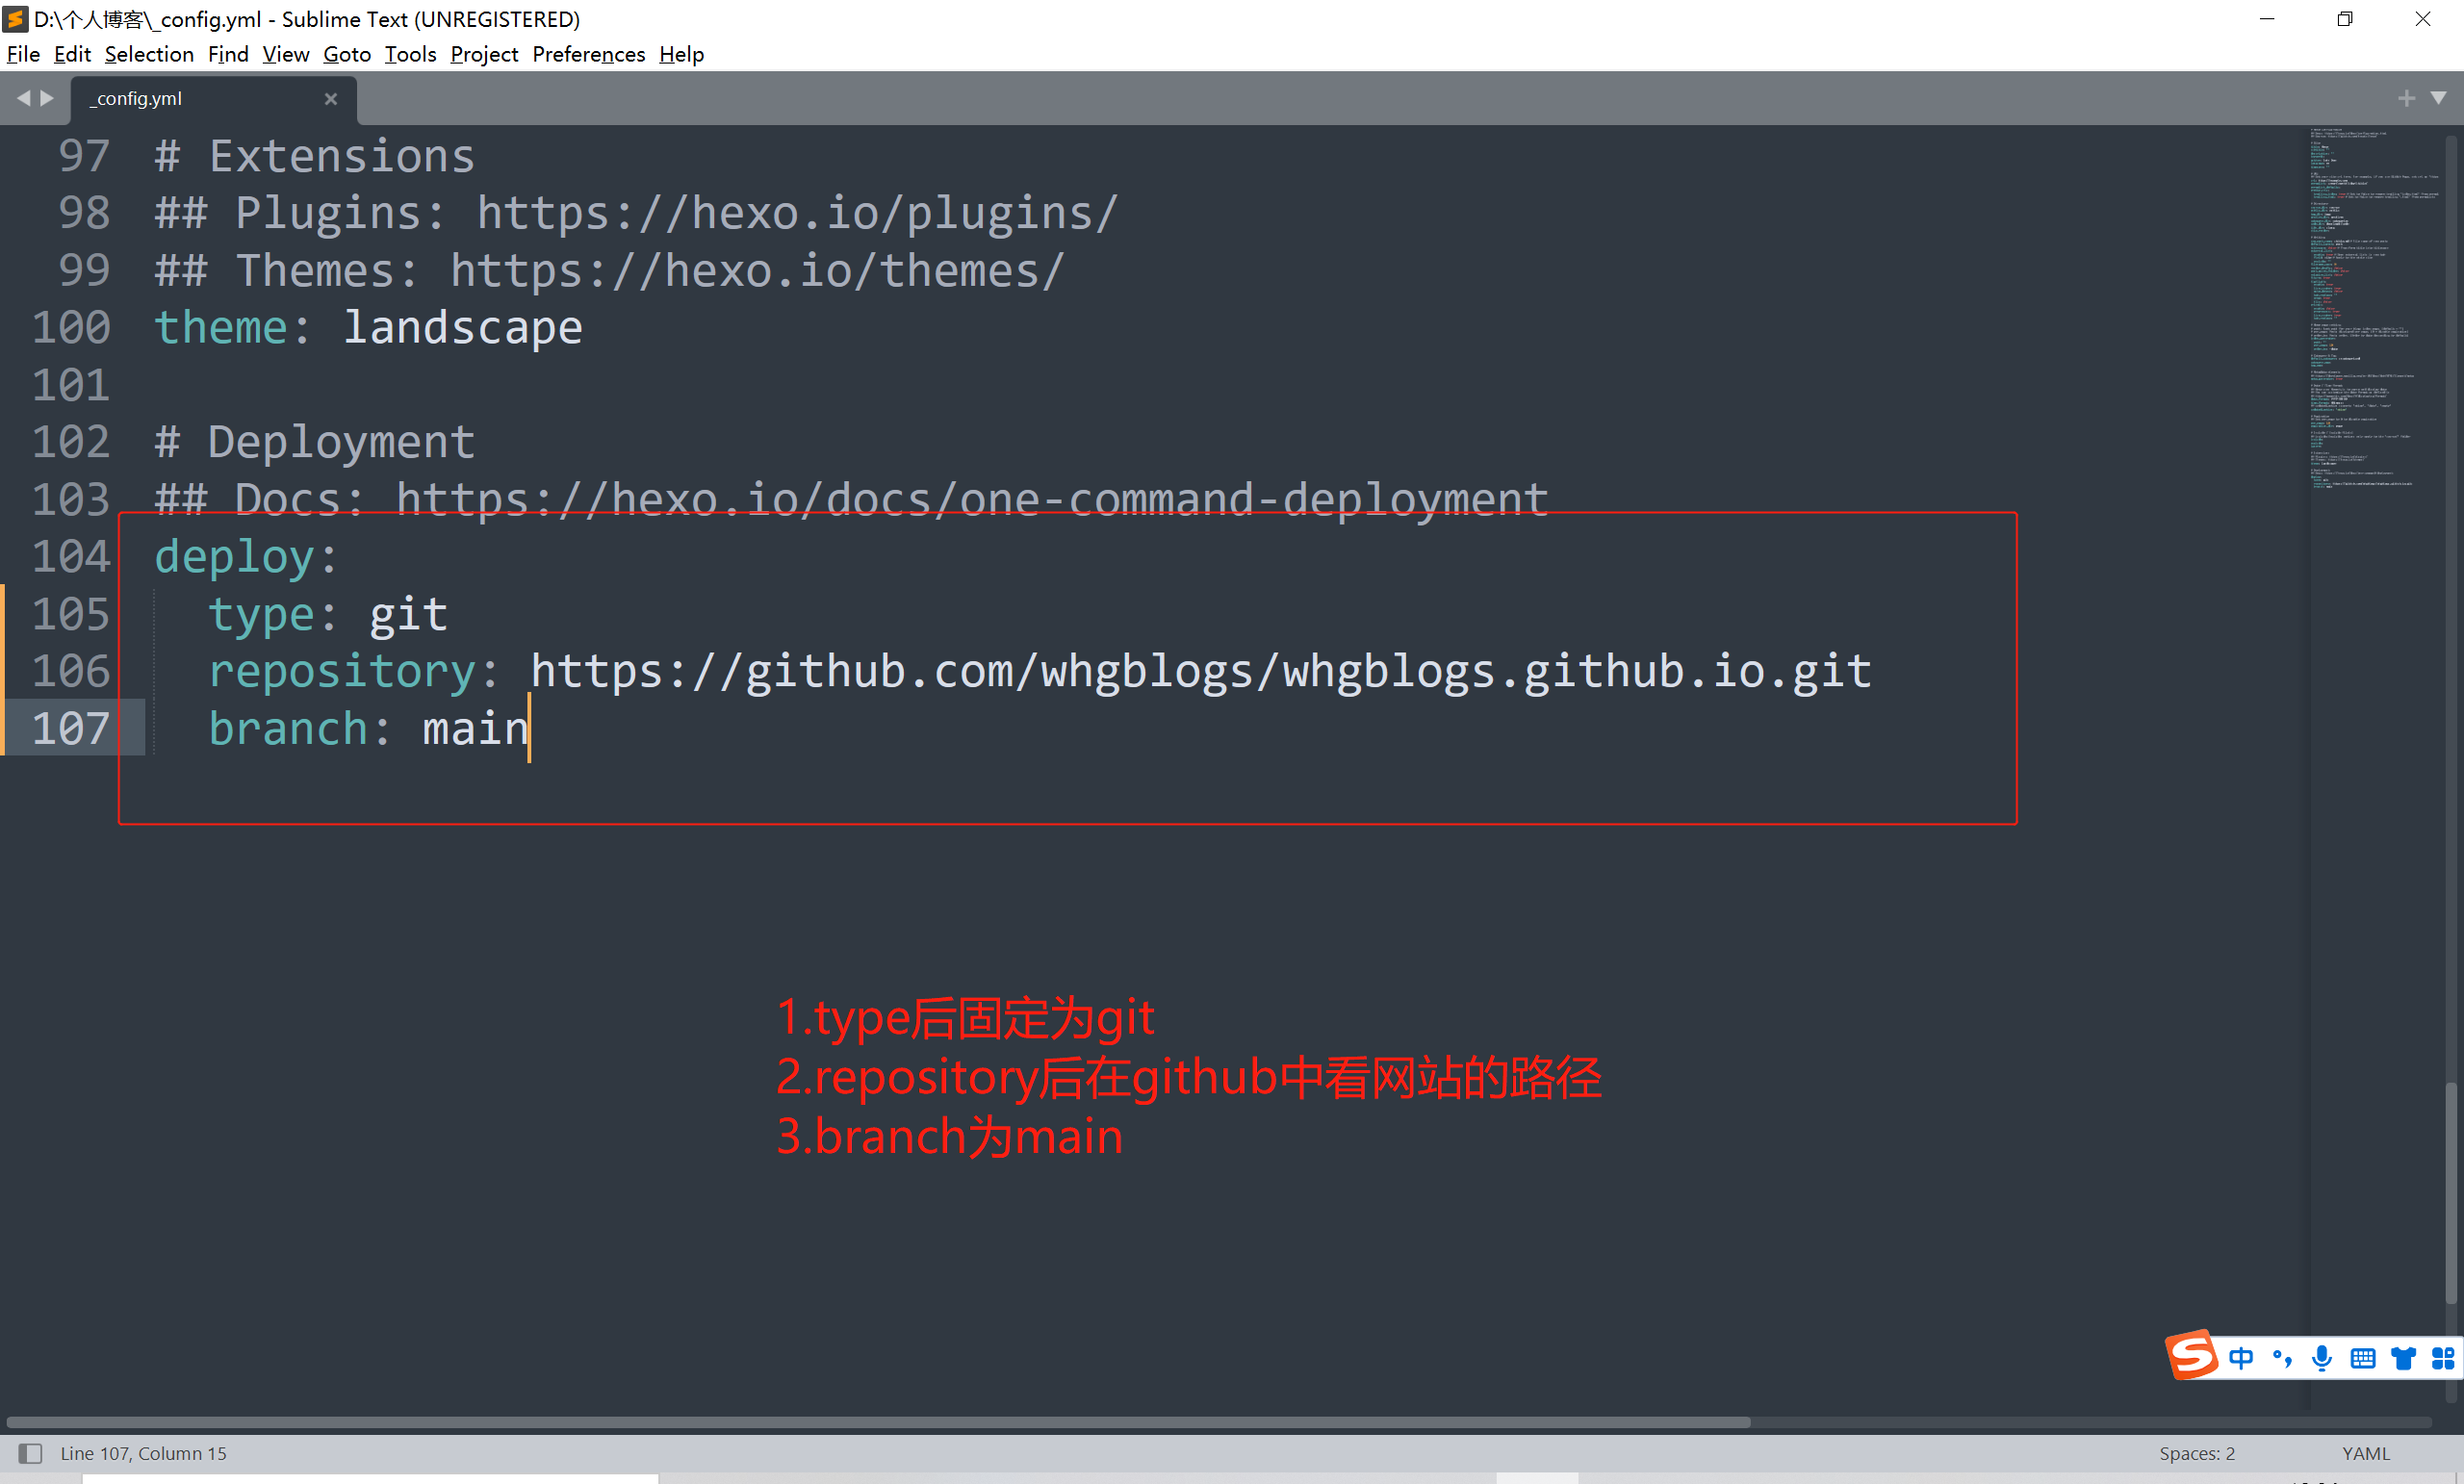 D:\个人博客\_config.yml - Sublime Text (UNREGISTERED)
File Edit Selection Find View Goto Tools Project Preferences Help
_config.yml
97 # Extensions
98 ## Plugins: https://hexo.io/plugins/
99 ## Themes: https://hexo.io/themes/
100 theme: landscape
101
102 # Deployment
103 ## Docs: https://hexo.io/docs/one-command-deployment
104 deploy:
105 type: git
106 repository: https://github.com/whgblogs/whgblogs.github.io.git
107 branch: main
1.type后固定为git
2.repository后在github中看网站的路径
3.branch为main
中
Line 107, Column 15
Spaces: 2
YAML